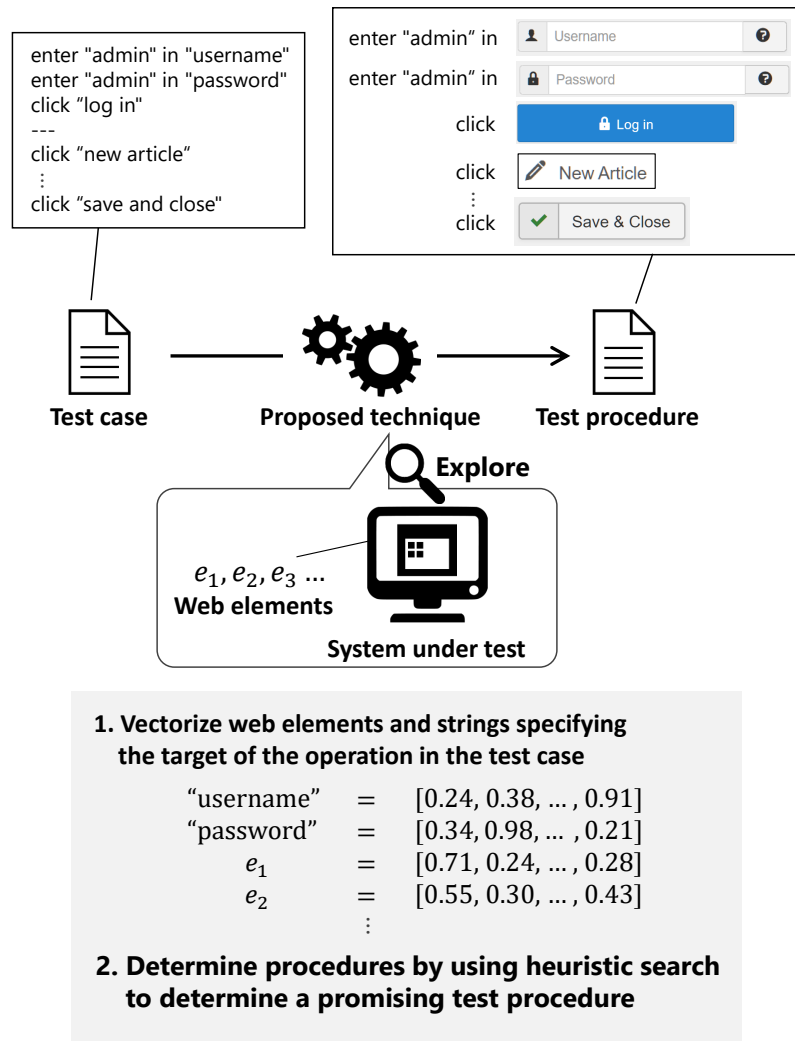 enter "admin" in "username"
enter "admin" in "password"
click "log in"
---
click "new article"
⋮
click "save and close"
enter "admin" in Username
enter "admin" in Password
click Log in
click New Article
⋮
click Save & Close
Test case
Proposed technique
Test procedure
Explore
e₁, e₂, e₃ ...
Web elements
System under test
1. Vectorize web elements and strings specifying
the target of the operation in the test case
“username” = [0.24, 0.38, … , 0.91]
“password” = [0.34, 0.98, … , 0.21]
e₁ = [0.71, 0.24, … , 0.28]
e₂ = [0.55, 0.30, … , 0.43]
⋮
2. Determine procedures by using heuristic search
to determine a promising test procedure